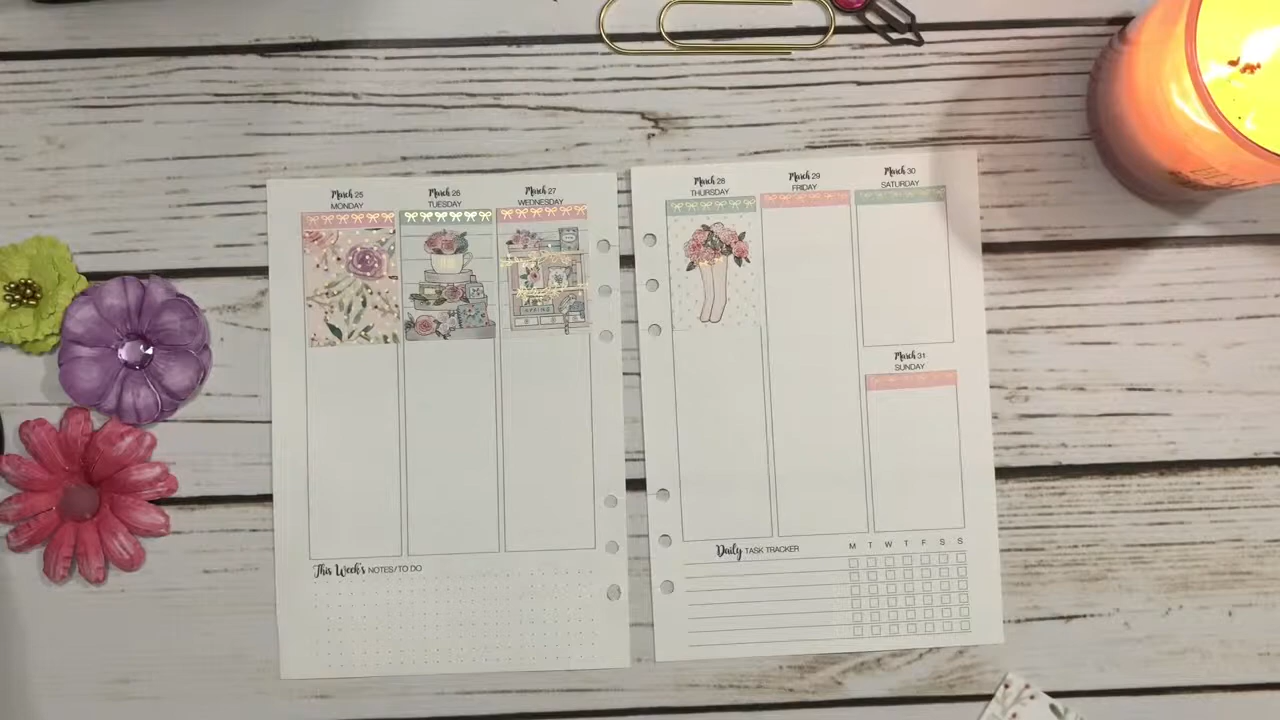 March 25
MONDAY
March 26
TUESDAY
March 27
WEDNESDAY
SPRING
This Week's NOTES/TO DO
March 28
THURSDAY
March 29
FRIDAY
March 30
SATURDAY
March 31
SUNDAY
Daily TASK TRACKER
M T W T F S S